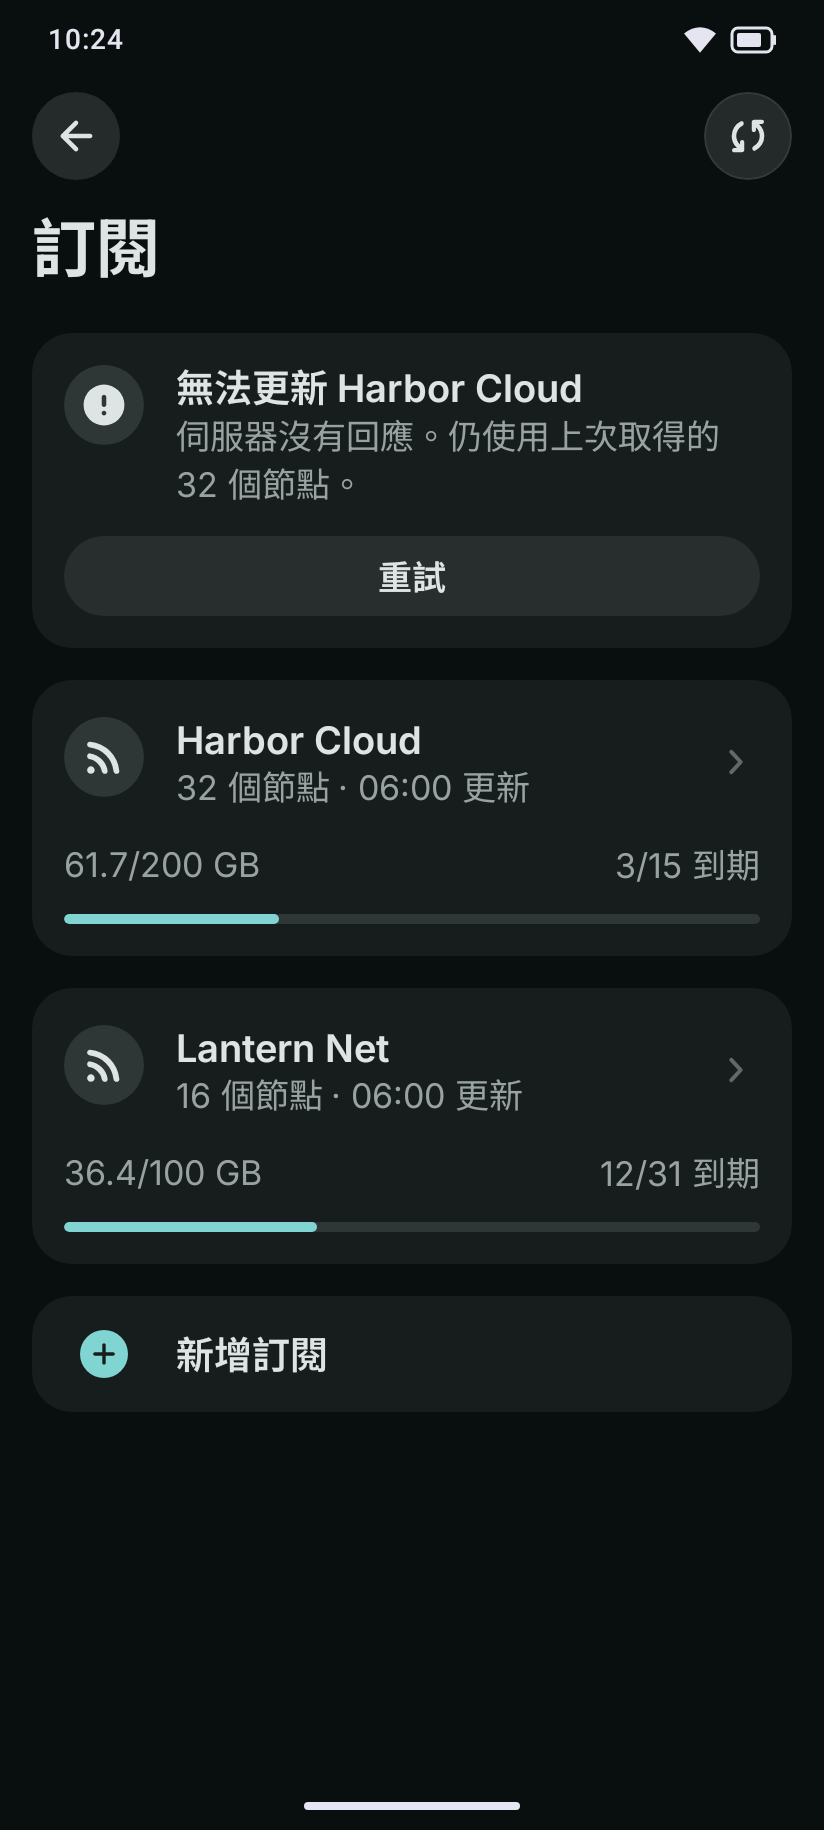 10:24
訂閱
無法更新 Harbor Cloud
伺服器沒有回應。仍使用上次取得的
32 個節點。
重試
Harbor Cloud
32 個節點 · 06:00 更新
61.7/200 GB
3/15 到期
Lantern Net
16 個節點 · 06:00 更新
36.4/100 GB
12/31 到期
新增訂閱